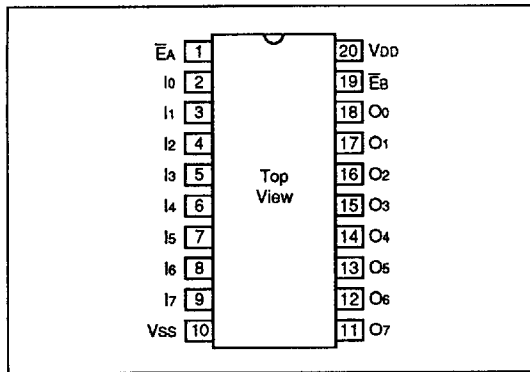 E̅A 1 20 VDD
I0 2 19 E̅B
I1 3 18 O0
I2 4 17 O1
I3 5 16 O2
I4 6 15 O3
I5 7 14 O4
I6 8 13 O5
I7 9 12 O6
VSS 10 11 O7
Top
View